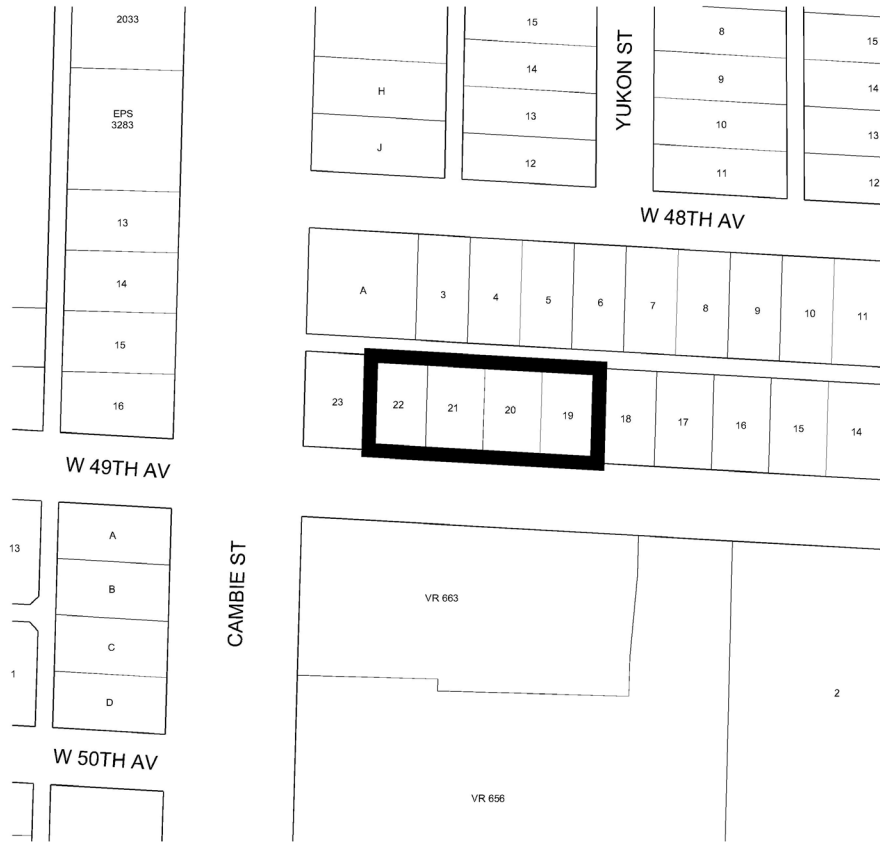 2033
EPS
3283
13
14
15
16
H
J
15
14
13
12
YUKON ST
8
9
10
11
15
14
13
12
W 48TH AV
A
3
4
5
6
7
8
9
10
11
23
22
21
20
19
18
17
16
15
14
W 49TH AV
13
1
A
B
C
D
CAMBIE ST
VR 663
VR 656
2
W 50TH AV